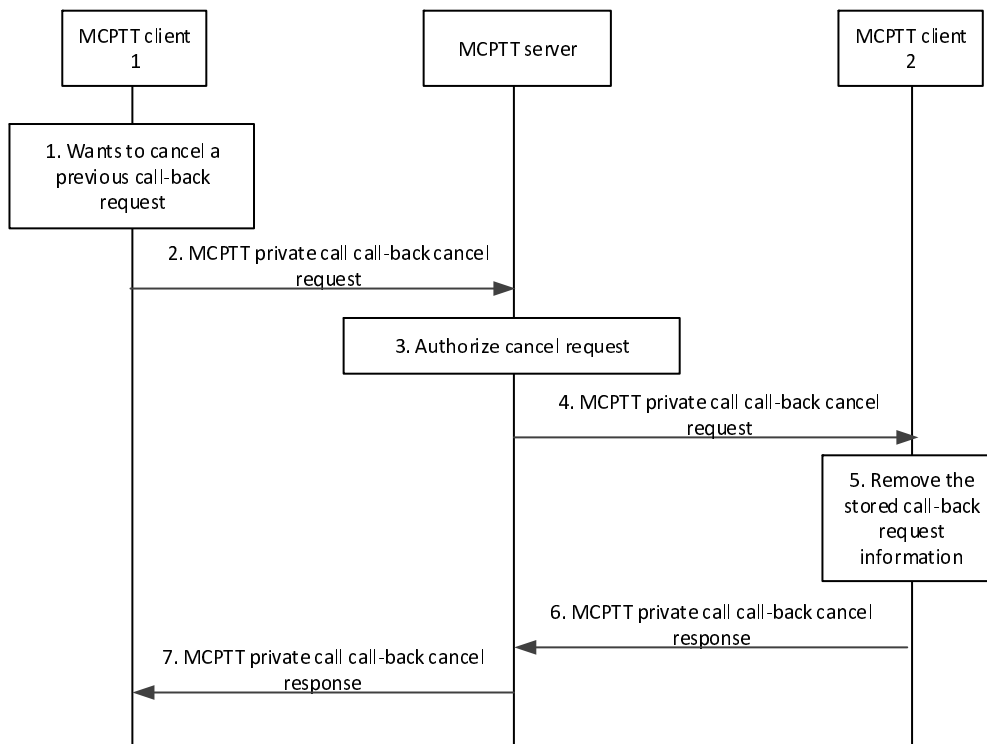 MCPTT client
1
MCPTT server
MCPTT client
2
1. Wants to cancel a
previous call-back
request
2. MCPTT private call call-back cancel
request
3. Authorize cancel request
4. MCPTT private call call-back cancel
request
5. Remove the
stored call-back
request
information
6. MCPTT private call call-back cancel
response
7. MCPTT private call call-back cancel
response